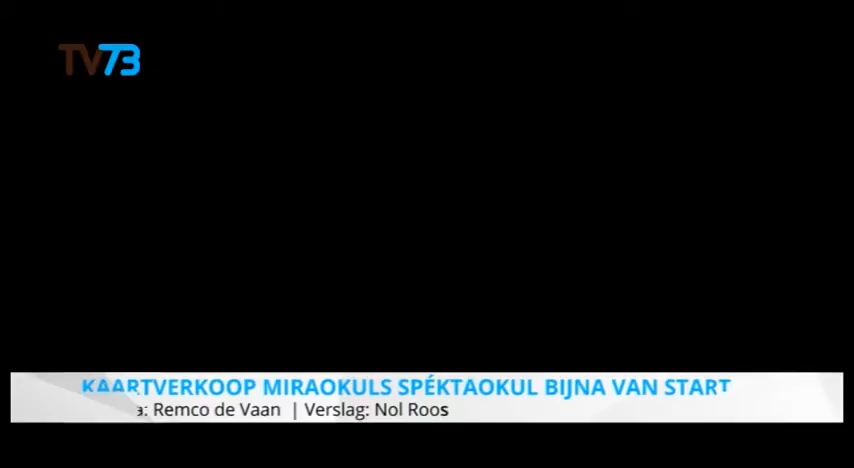 TV73
KAARTVERKOOP MIRAOKULS SPÉKTAOKUL BIJNA VAN START
a: Remco de Vaan | Verslag: Nol Roos